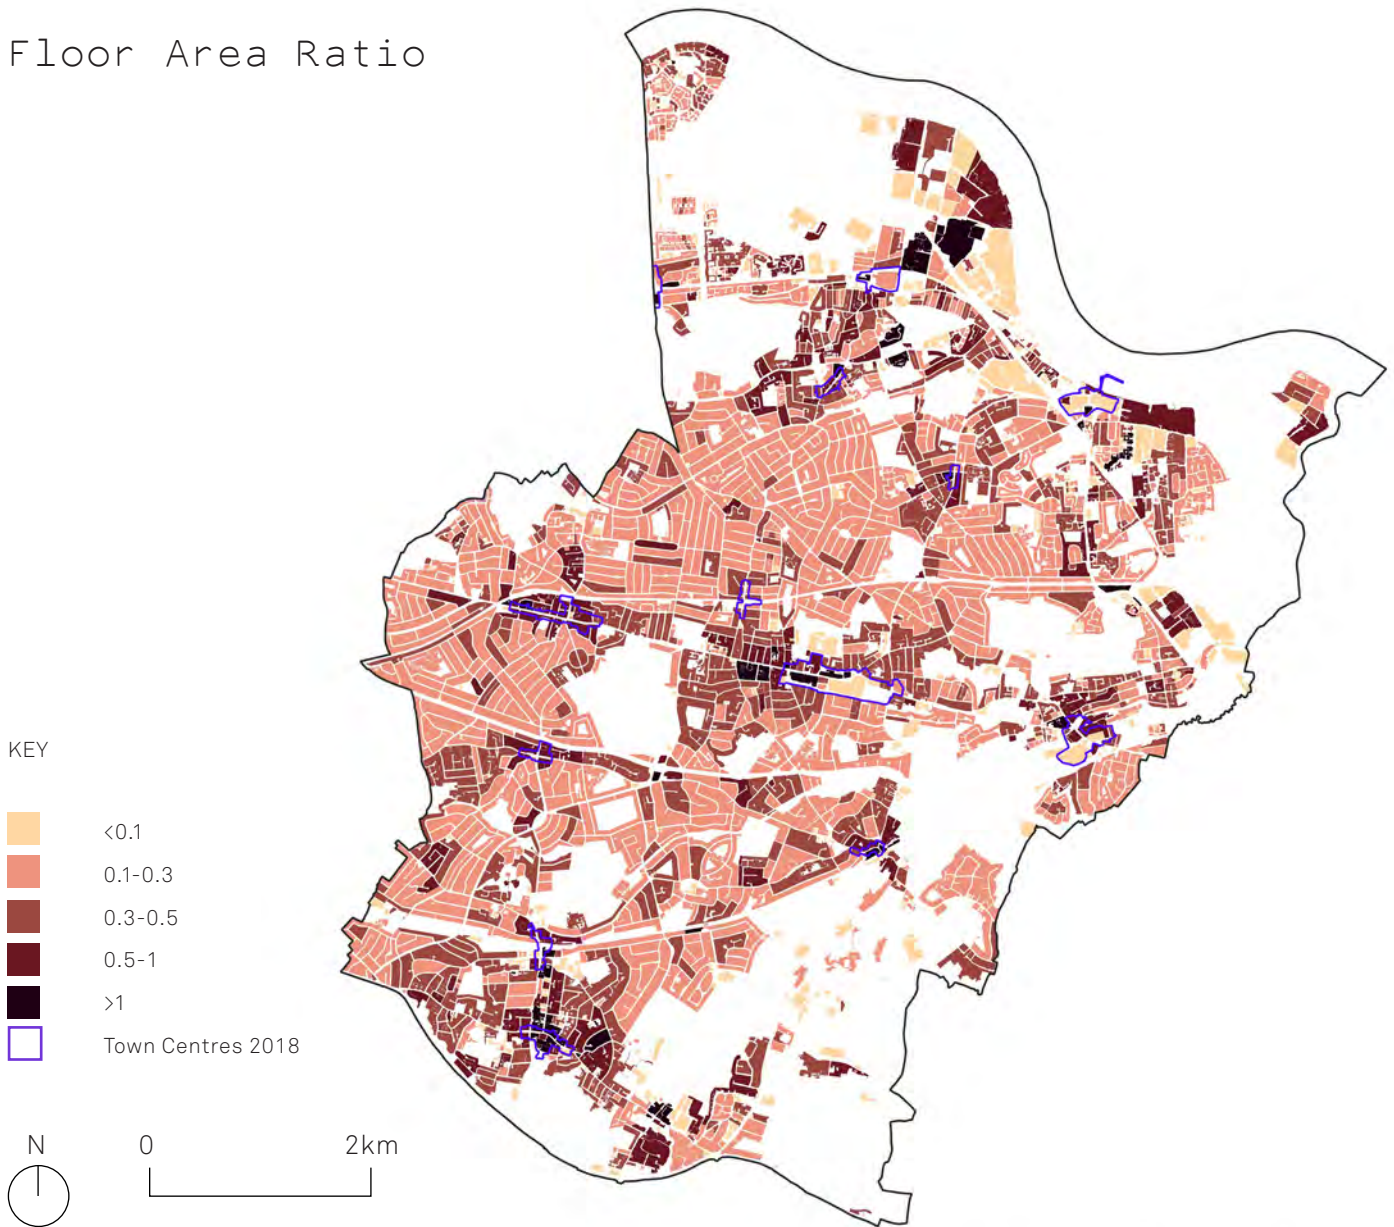 Floor Area Ratio
KEY
<0.1
0.1-0.3
0.3-0.5
0.5-1
>1
Town Centres 2018
N
0 2km